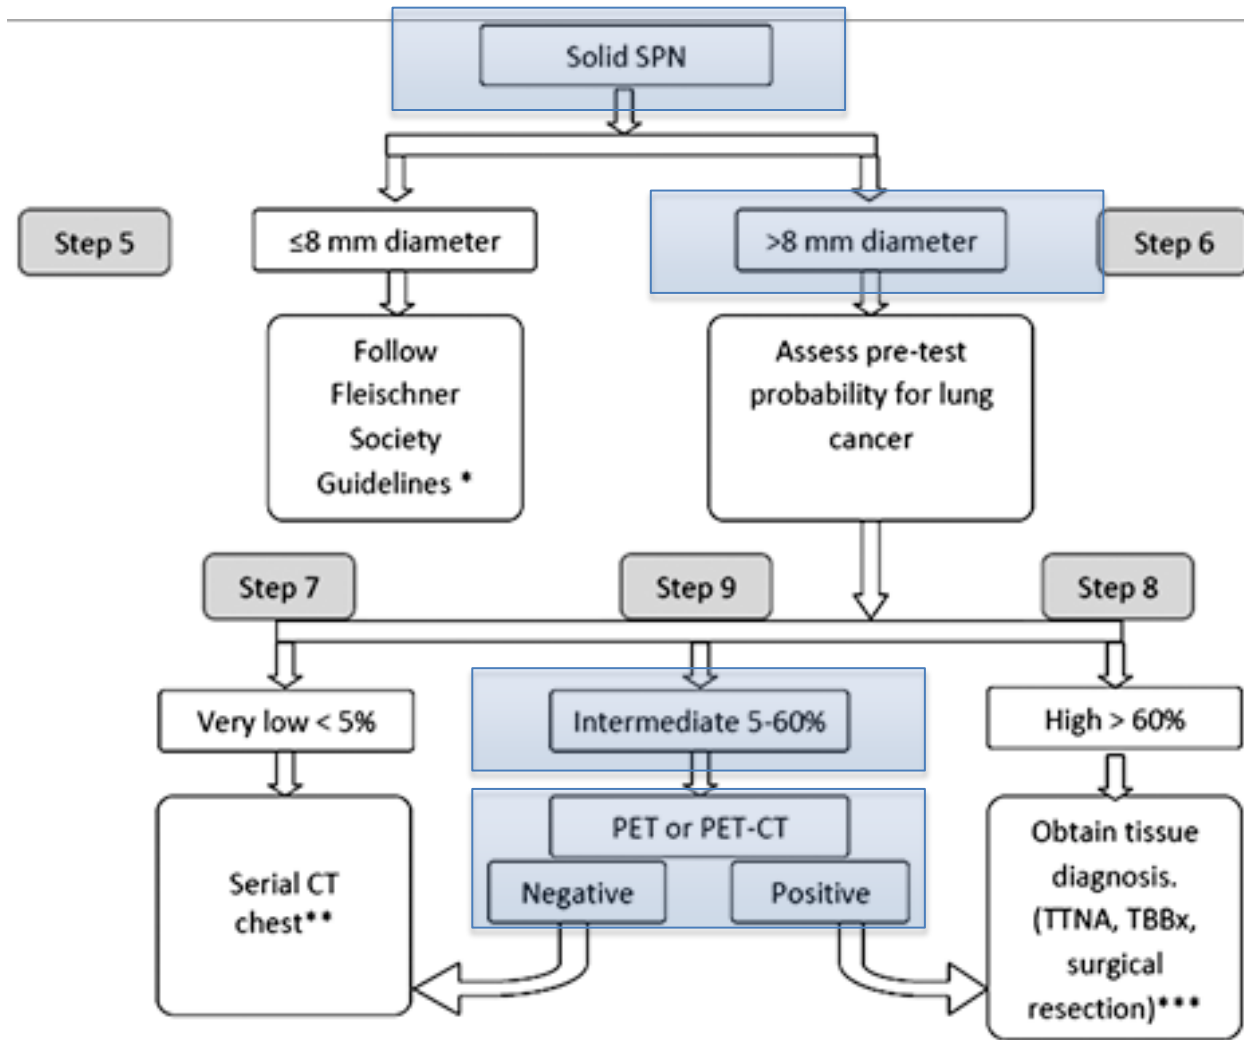 Solid SPN
Step 5
≤8 mm diameter
>8 mm diameter
Step 6
Follow
Fleischner
Society
Guidelines *
Assess pre-test
probability for lung
cancer
Step 7
Step 9
Step 8
Very low < 5%
Intermediate 5-60%
High > 60%
Serial CT
chest**
PET or PET-CT
Negative
Positive
Obtain tissue
diagnosis.
(TTNA, TBBx,
surgical
resection)***